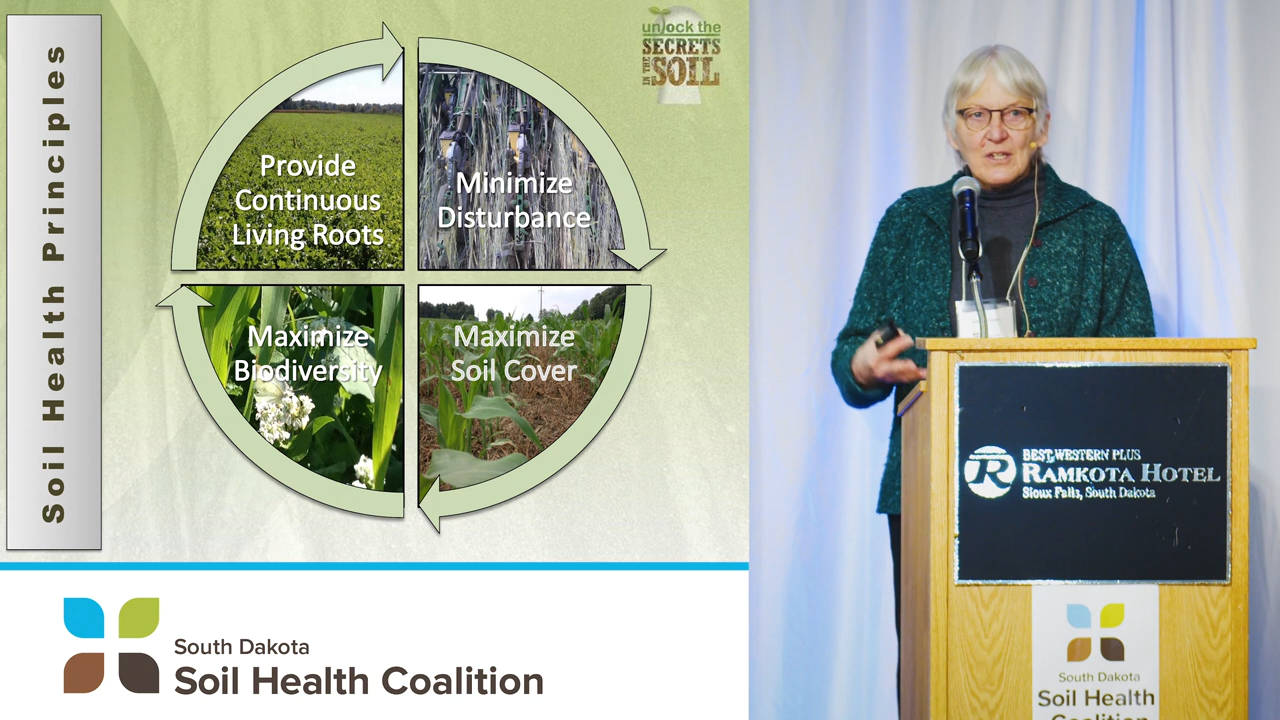 Soil Health Principles
unlock the
SECRETS
IN THE
SOIL
Provide
Continuous
Living Roots
Minimize
Disturbance
Maximize
Biodiversity
Maximize
Soil Cover
South Dakota
Soil Health Coalition
BEST WESTERN PLUS
R
RAMKOTA HOTEL
Sioux Falls, South Dakota
South Dakota
Soil Health
Coalition